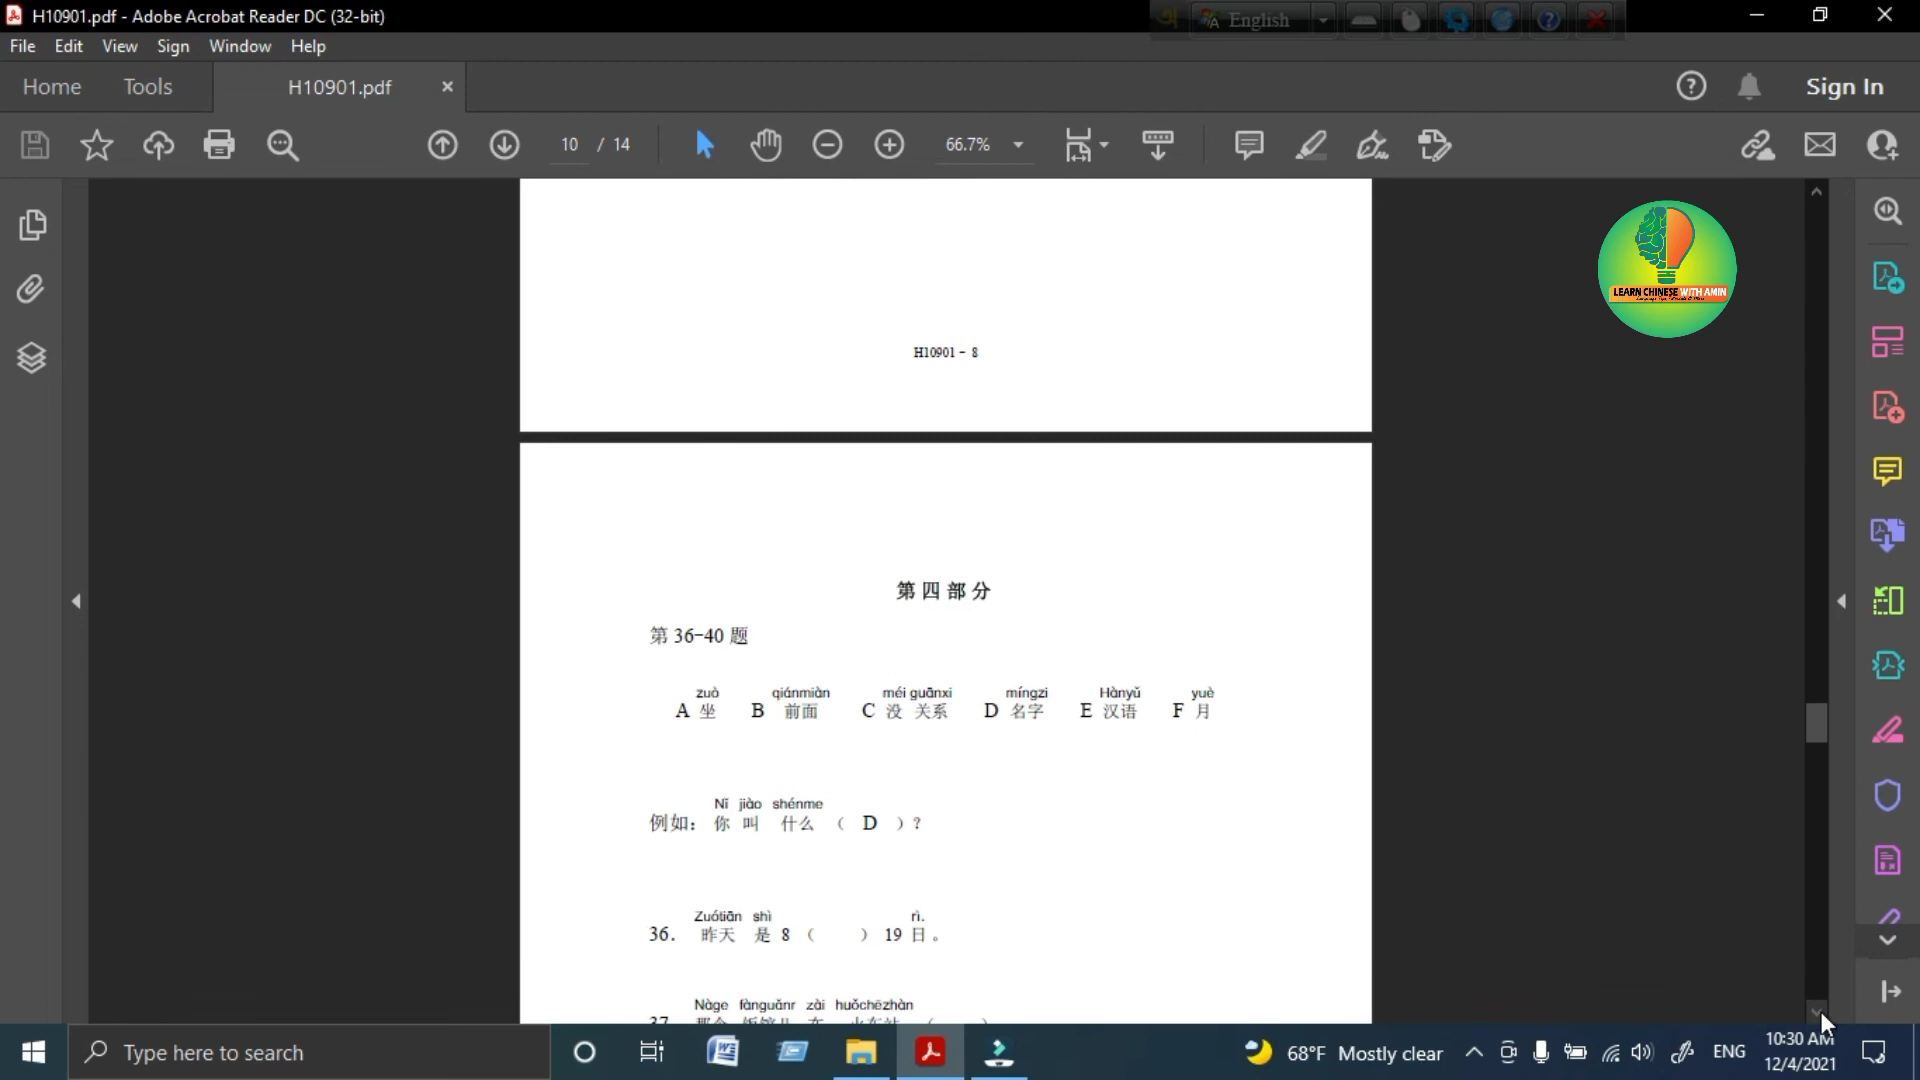 H10901.pdf - Adobe Acrobat Reader DC (32-bit)
English
File Edit View Sign Window Help
Home Tools H10901.pdf Sign In
10 / 14 66.7%
LEARN CHINESE WITH AMIN
H10901 - 8
第四部分
第 36-40 题
zuò qiánmiàn méi guānxi míngzi Hànyǔ yuè
A 坐 B 前面 C 没 关系 D 名字 E 汉语 F 月
Nǐ jiào shénme
例如： 你 叫 什么 （ D ）？
Zuótiān shì rì.
36. 昨天 是 8 （ ） 19 日。
Nàge fànguǎnr zài huǒchēzhàn
Type here to search
68°F Mostly clear
ENG
10:30 AM
12/4/2021